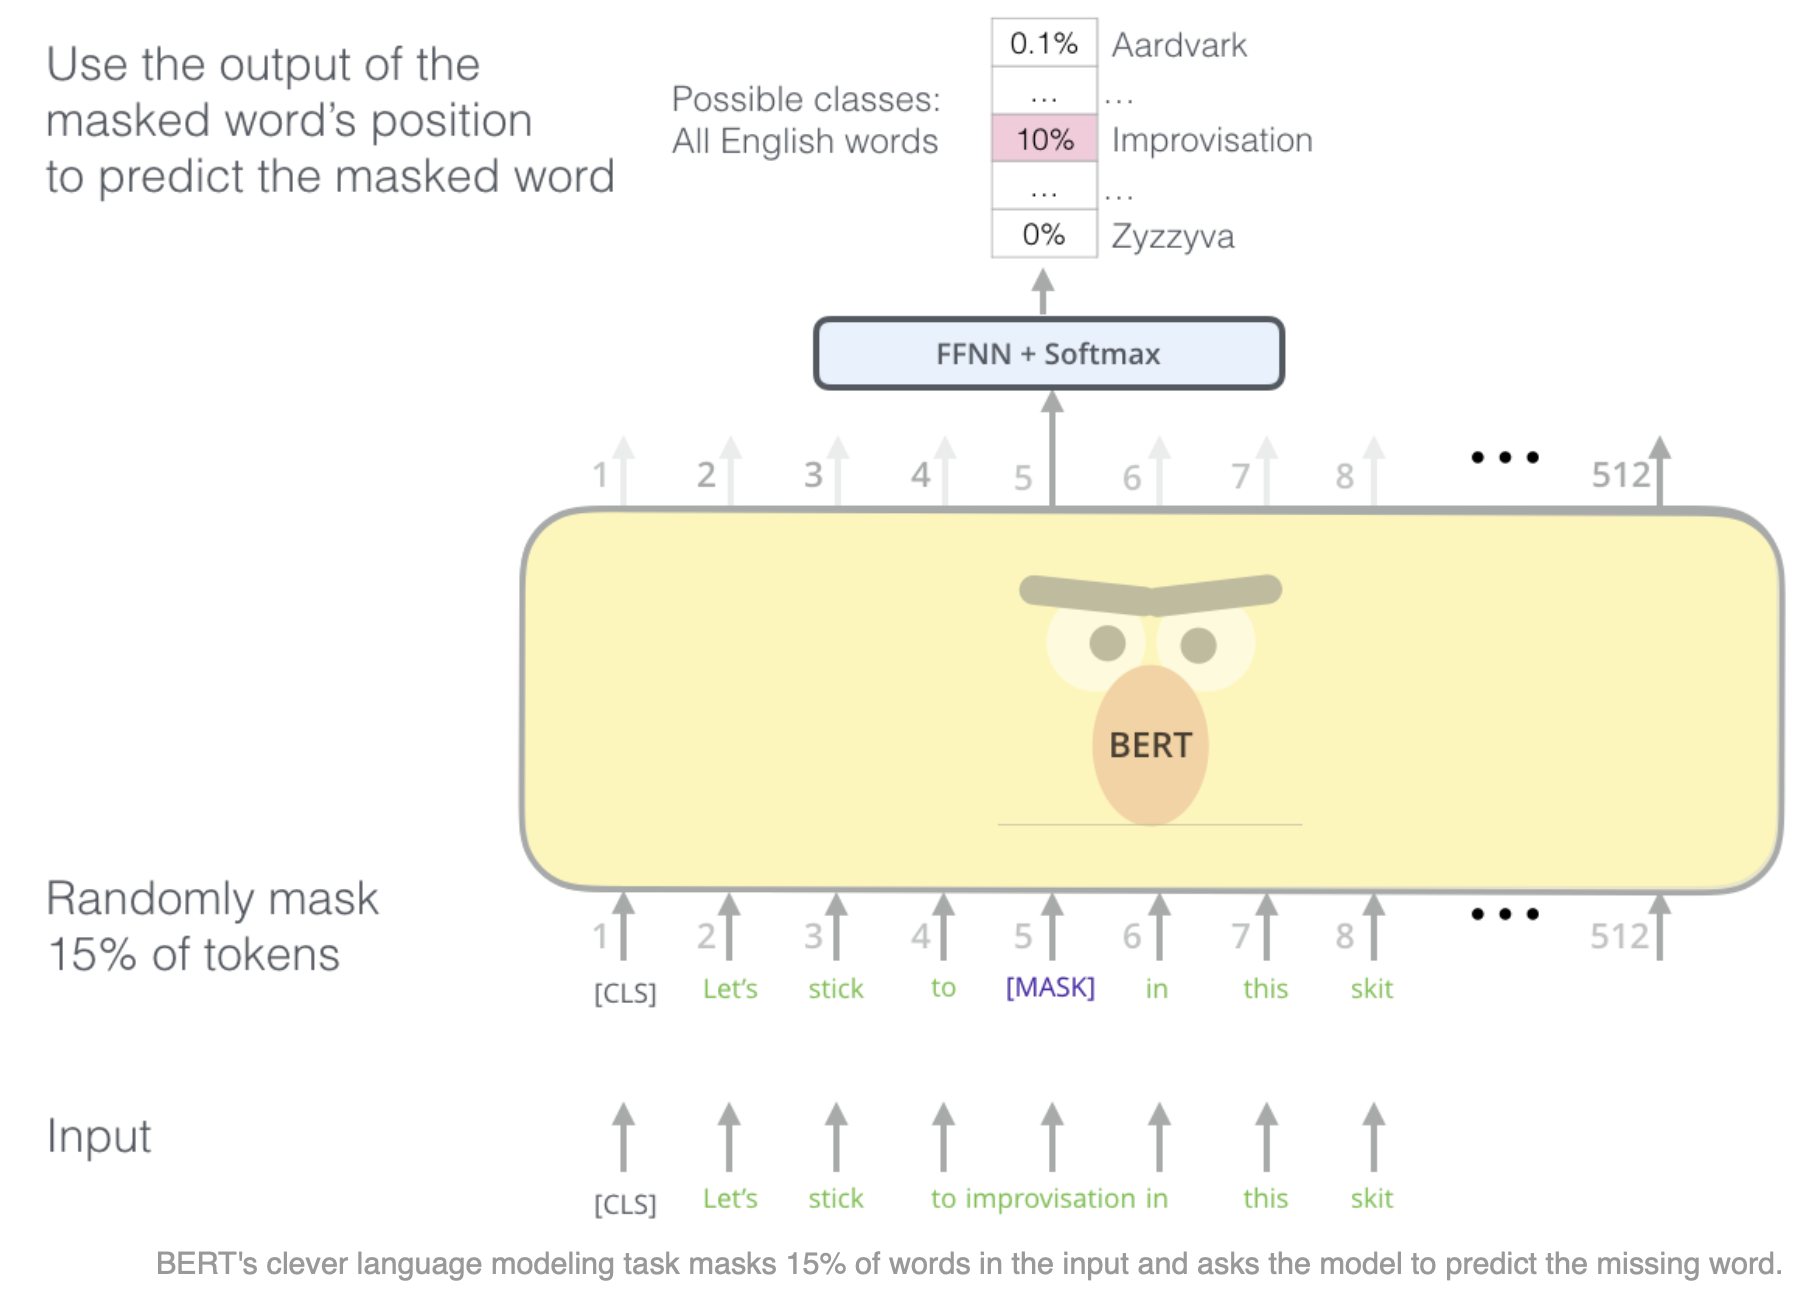 Use the output of the
masked word's position
to predict the masked word
Possible classes:
All English words
0.1% Aardvark
... ...
10% Improvisation
... ...
0% Zyzzyva
FFNN + Softmax
1 2 3 4 5 6 7 8 ••• 512
BERT
Randomly mask
15% of tokens
1 2 3 4 5 6 7 8 ••• 512
[CLS] Let's stick to [MASK] in this skit
Input
[CLS] Let's stick to improvisation in this skit
BERT's clever language modeling task masks 15% of words in the input and asks the model to predict the missing word.